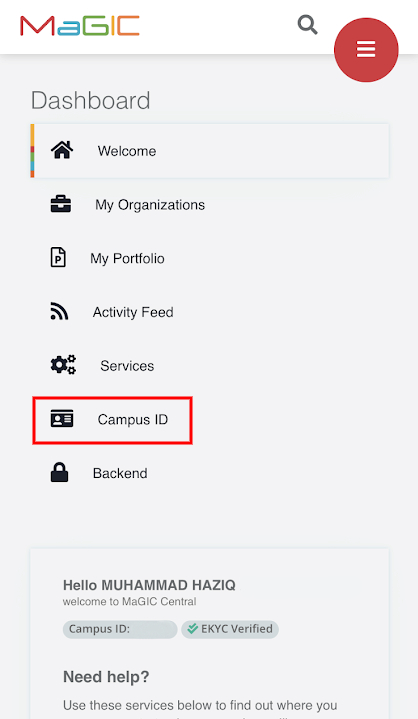 MaGIC
Dashboard
Welcome
My Organizations
My Portfolio
Activity Feed
Services
Campus ID
Backend
Hello MUHAMMAD HAZIQ
welcome to MaGIC Central
Campus ID: EKYC Verified
Need help?
Use these services below to find out where you